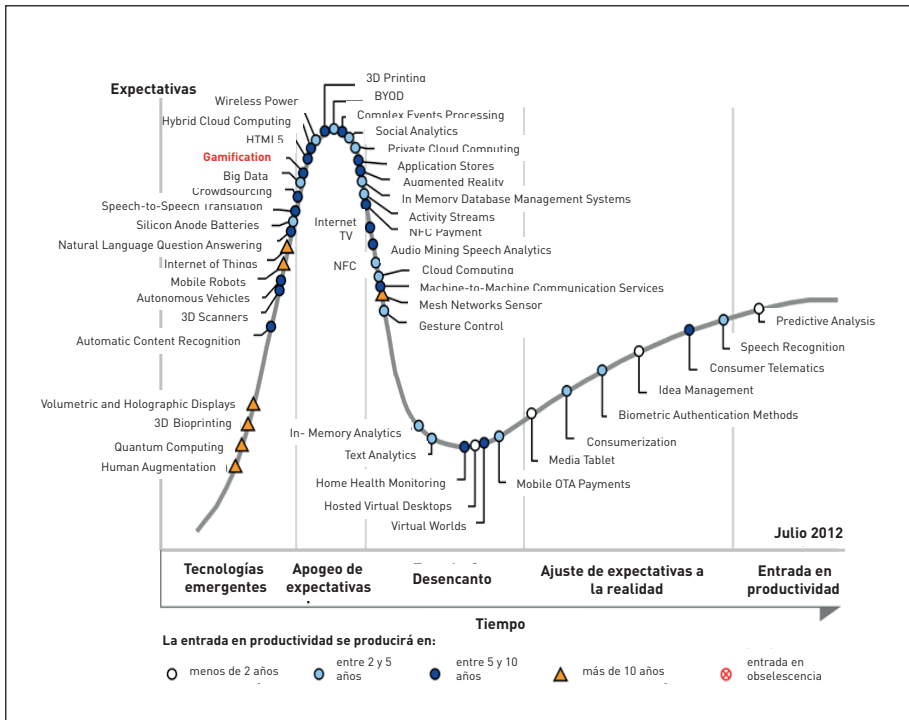 Expectativas
3D Printing
BYOD
Wireless Power
Complex Events Processing
Hybrid Cloud Computing
Social Analytics
HTML5
Private Cloud Computing
Gamification
Application Stores
Big Data
Augmented Reality
Crowdsourcing
In Memory Database Management Systems
Speech-to-Speech Translation
Activity Streams
Silicon Anode Batteries
Internet
TV
NFC Payment
Natural Language Question Answering
Audio Mining Speech Analytics
Internet of Things
NFC
Cloud Computing
Mobile Robots
Machine-to-Machine Communication Services
Autonomous Vehicles
Mesh Networks Sensor
3D Scanners
Gesture Control
Automatic Content Recognition
Predictive Analysis
Speech Recognition
Consumer Telematics
Idea Management
Volumetric and Holographic Displays
Biometric Authentication Methods
3D Bioprinting
In- Memory Analytics
Consumerization
Quantum Computing
Text Analytics
Media Tablet
Human Augmentation
Home Health Monitoring
Mobile OTA Payments
Hosted Virtual Desktops
Virtual Worlds
Julio 2012
Tecnologías
emergentes
Apogeo de
expectativas
Desencanto
Ajuste de expectativas a
la realidad
Entrada en
productividad
Tiempo
La entrada en productividad se producirá en:
menos de 2 años
entre 2 y 5
años
entre 5 y 10
años
más de 10 años
entrada en
obselescencia